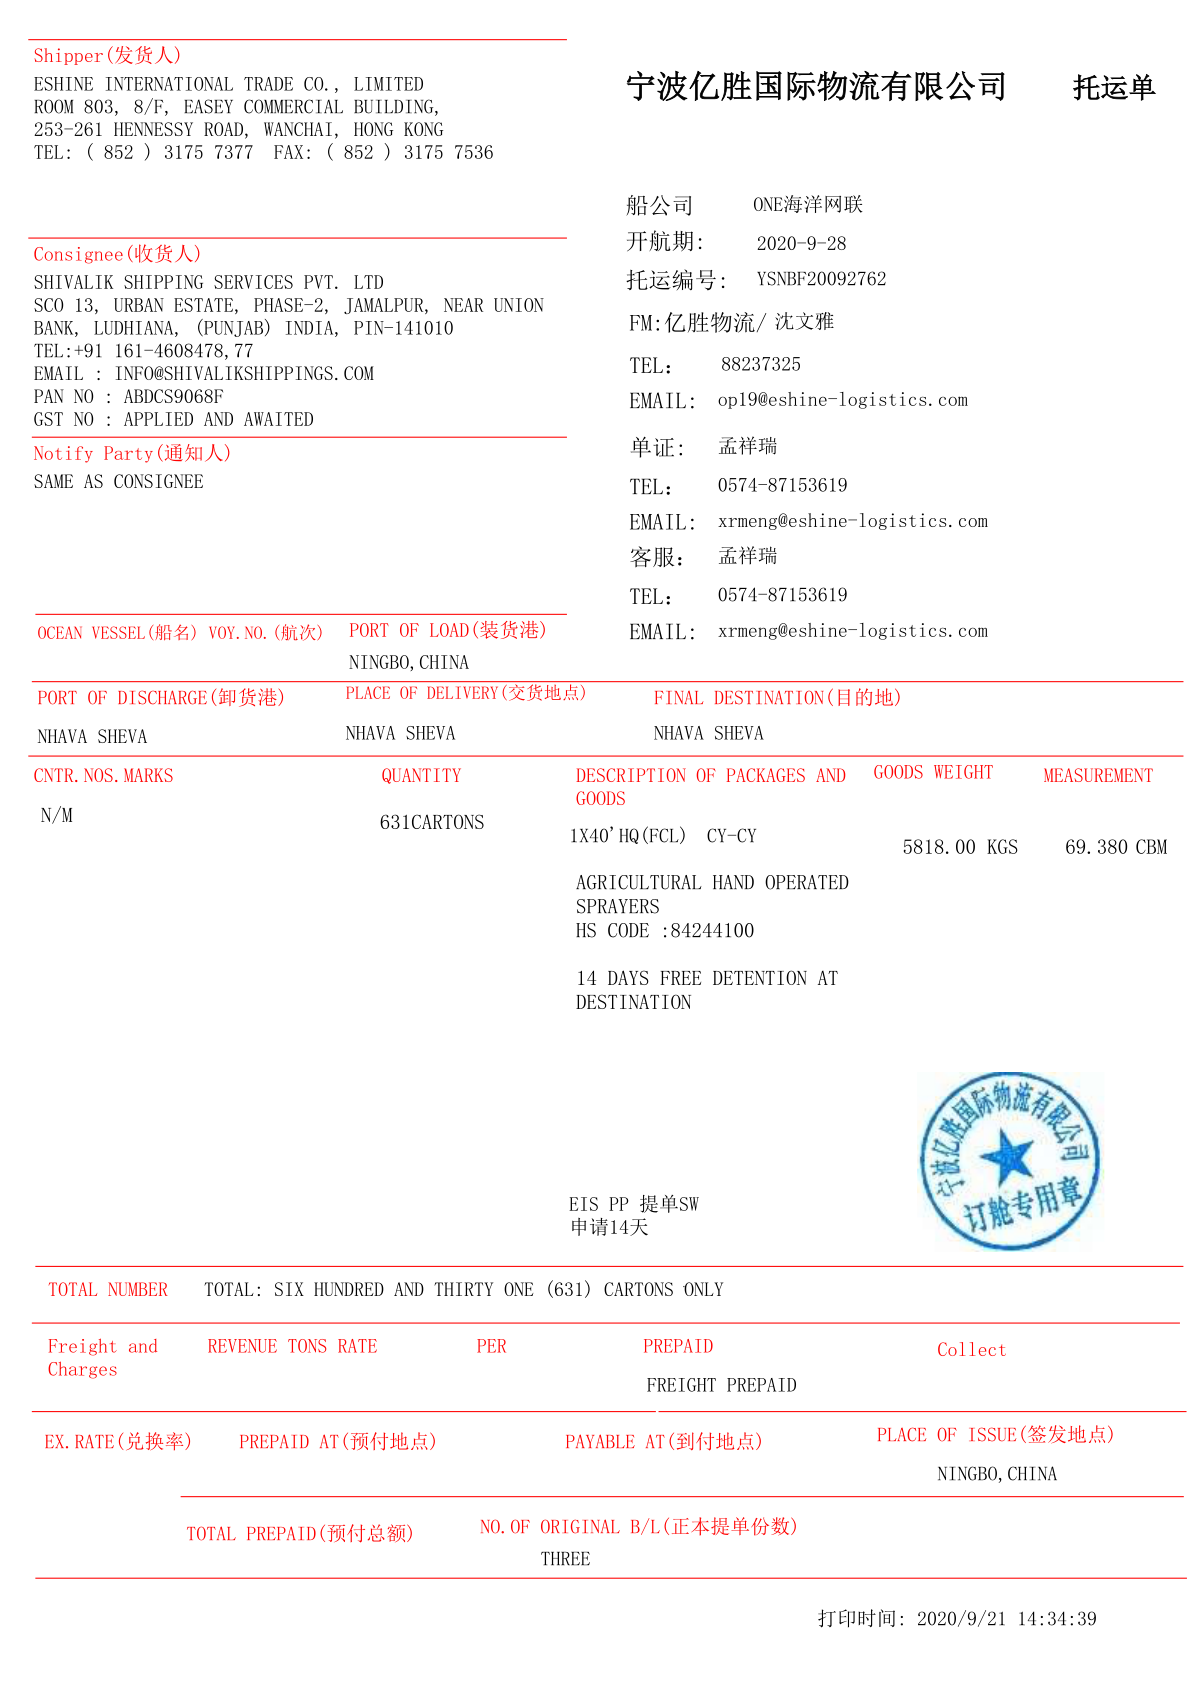 Shipper(发货人)
ESHINE INTERNATIONAL TRADE CO., LIMITED
ROOM 803, 8/F, EASEY COMMERCIAL BUILDING,
253-261 HENNESSY ROAD, WANCHAI, HONG KONG
TEL: ( 852 ) 3175 7377  FAX: ( 852 ) 3175 7536
宁波亿胜国际物流有限公司 托运单
船公司 ONE海洋网联
开航期: 2020-9-28
托运编号: YSNBF20092762
FM:亿胜物流/ 沈文雅
TEL: 88237325
EMAIL: op19@eshine-logistics.com
单证: 孟祥瑞
TEL: 0574-87153619
EMAIL: xrmeng@eshine-logistics.com
客服: 孟祥瑞
TEL: 0574-87153619
EMAIL: xrmeng@eshine-logistics.com
Consignee(收货人)
SHIVALIK SHIPPING SERVICES PVT. LTD
SCO 13, URBAN ESTATE, PHASE-2, JAMALPUR, NEAR UNION
BANK, LUDHIANA, (PUNJAB) INDIA, PIN-141010
TEL:+91 161-4608478,77
EMAIL : INFO@SHIVALIKSHIPPINGS.COM
PAN NO : ABDCS9068F
GST NO : APPLIED AND AWAITED
Notify Party(通知人)
SAME AS CONSIGNEE
OCEAN VESSEL(船名) VOY.NO.(航次) PORT OF LOAD(装货港)
NINGBO,CHINA
PORT OF DISCHARGE(卸货港) PLACE OF DELIVERY(交货地点) FINAL DESTINATION(目的地)
NHAVA SHEVA NHAVA SHEVA NHAVA SHEVA
CNTR.NOS.MARKS QUANTITY DESCRIPTION OF PACKAGES AND GOODS WEIGHT MEASUREMENT
GOODS
N/M 631CARTONS 1X40'HQ(FCL)  CY-CY 5818.00 KGS 69.380 CBM
AGRICULTURAL HAND OPERATED
SPRAYERS
HS CODE :84244100
14 DAYS FREE DETENTION AT
DESTINATION
宁波亿胜国际物流有限公司
订舱专用章
EIS PP 提单SW
申请14天
TOTAL NUMBER TOTAL: SIX HUNDRED AND THIRTY ONE (631) CARTONS ONLY
Freight and REVENUE TONS RATE PER PREPAID Collect
Charges
FREIGHT PREPAID
EX.RATE(兑换率) PREPAID AT(预付地点) PAYABLE AT(到付地点) PLACE OF ISSUE(签发地点)
NINGBO,CHINA
TOTAL PREPAID(预付总额) NO.OF ORIGINAL B/L(正本提单份数)
THREE
打印时间: 2020/9/21 14:34:39